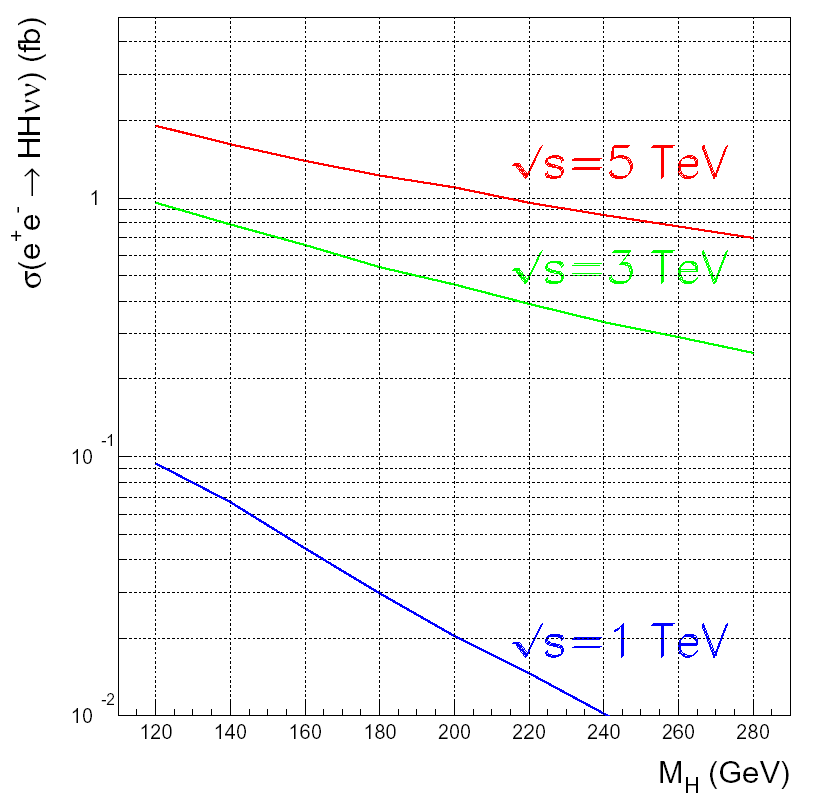 σ(e⁺e⁻ → HHνν) (fb)
√s=5 TeV
1
√s=3 TeV
10⁻¹
√s=1 TeV
10⁻²
120 140 160 180 200 220 240 260 280
M_H (GeV)